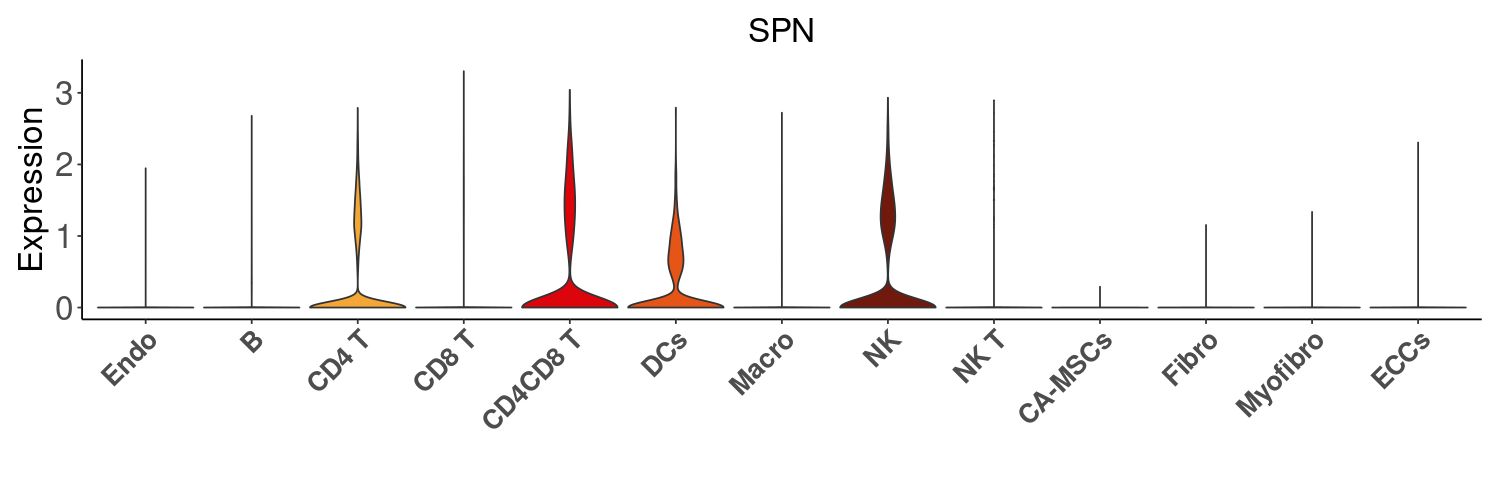 SPN
Expression
3
2
1
0
Endo
B
CD4 T
CD8 T
CD4CD8 T
DCs
Macro
NK
NK T
CA-MSCs
Fibro
Myofibro
ECCs